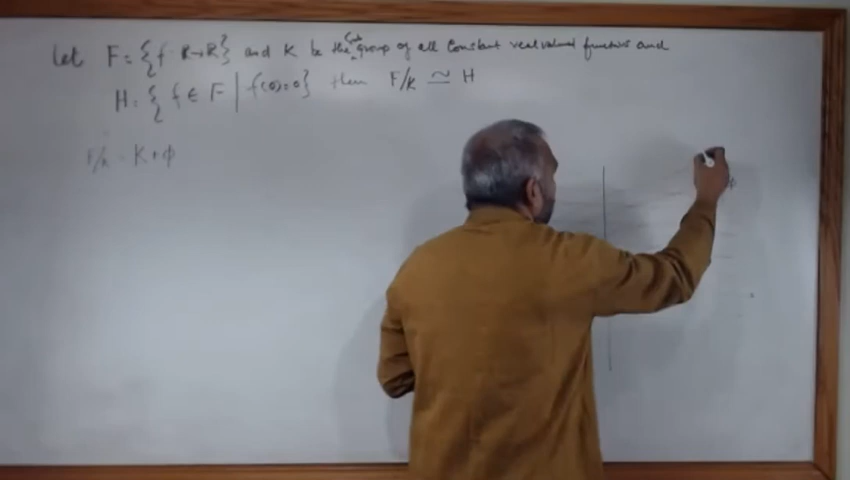 Let F = { f: R→R } and K be the Sub group of all Constant real valued functions and
H = { f ∈ F | f(0)=0 } then F/K ≃ H
F/K = K+φ